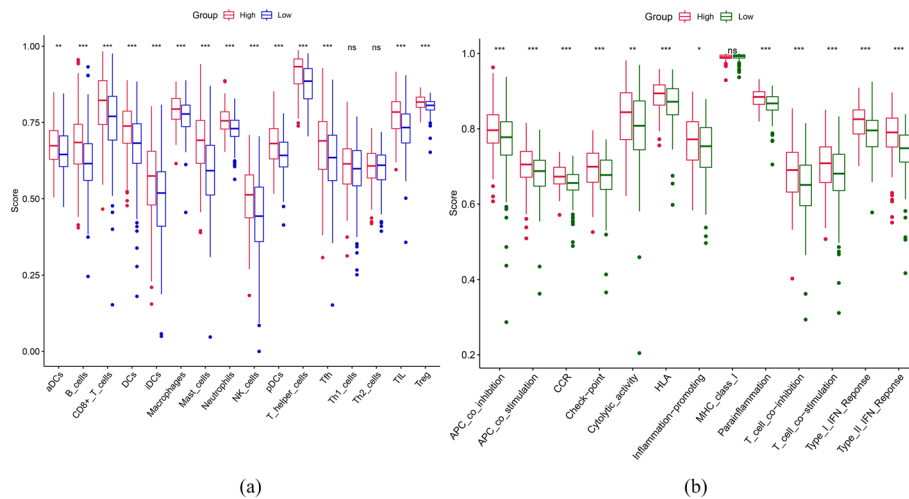 Group High Low
** *** *** *** *** *** *** *** *** *** *** *** ns ns *** ***
1.00
0.75
0.50
0.25
0.00
Score
aDCs
B_cells
CD8+_T_cells
DCs
iDCs
Macrophages
Mast_cells
Neutrophils
NK_cells
pDCs
T_helper_cells
Tfh
Th1_cells
Th2_cells
TIL
Treg
(a)
Group High Low
*** *** *** *** ** *** * ns *** *** *** *** ***
1.0
0.8
0.6
0.4
0.2
Score
APC_co_inhibition
APC_co_stimulation
CCR
Check-point
Cytolytic_activity
HLA
Inflammation-promoting
MHC_class_I
Parainflammation
T_cell_co-inhibition
T_cell_co-stimulation
Type_I_IFN_Reponse
Type_II_IFN_Reponse
(b)